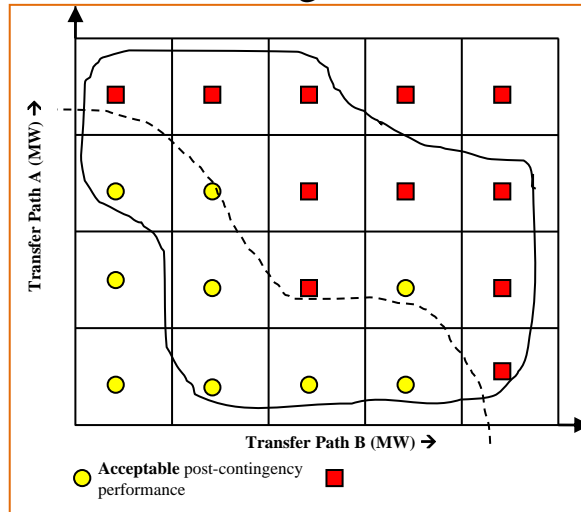 Transfer Path A (MW) →
Transfer Path B (MW) →
Acceptable post-contingency
performance